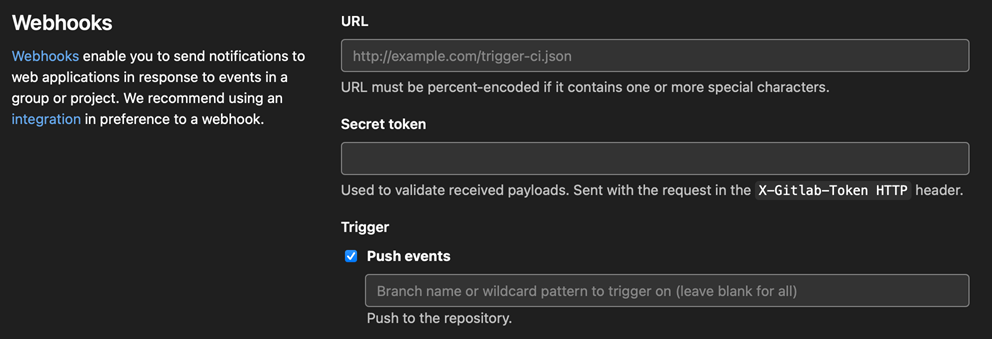 Webhooks
Webhooks enable you to send notifications to
web applications in response to events in a
group or project. We recommend using an
integration in preference to a webhook.
URL
http://example.com/trigger-ci.json
URL must be percent-encoded if it contains one or more special characters.
Secret token
Used to validate received payloads. Sent with the request in the X-Gitlab-Token HTTP header.
Trigger
Push events
Branch name or wildcard pattern to trigger on (leave blank for all)
Push to the repository.